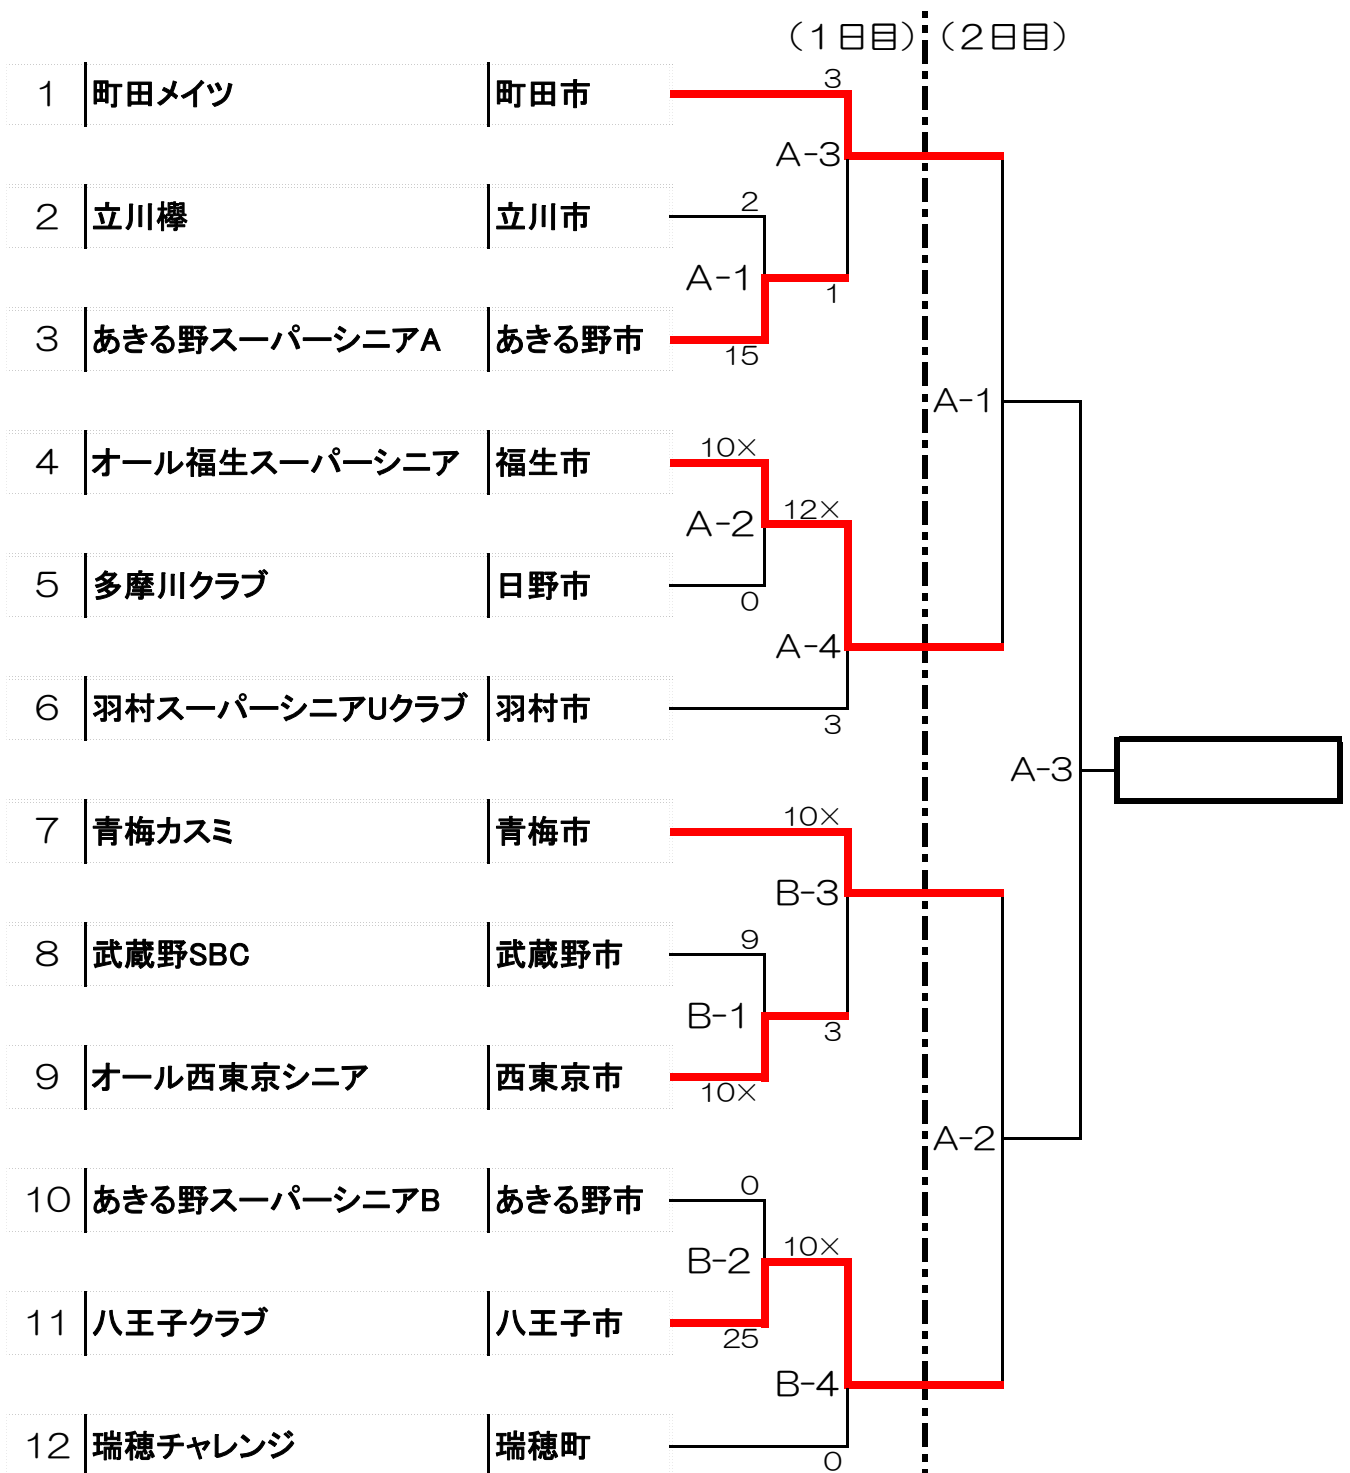 （１日目） （２日目）
1 町田メイツ 町田市 3
A-3
2 立川欅 立川市 2
A-1 1
3 あきる野スーパーシニアA あきる野市 15
A-1
4 オール福生スーパーシニア 福生市 10×
A-2 12×
5 多摩川クラブ 日野市 0
A-4
6 羽村スーパーシニアUクラブ 羽村市 3
A-3
7 青梅カスミ 青梅市 10×
B-3
8 武蔵野SBC 武蔵野市 9
B-1 3
9 オール西東京シニア 西東京市 10×
A-2
10 あきる野スーパーシニアB あきる野市 0
B-2 10×
11 八王子クラブ 八王子市 25
B-4
12 瑞穂チャレンジ 瑞穂町 0